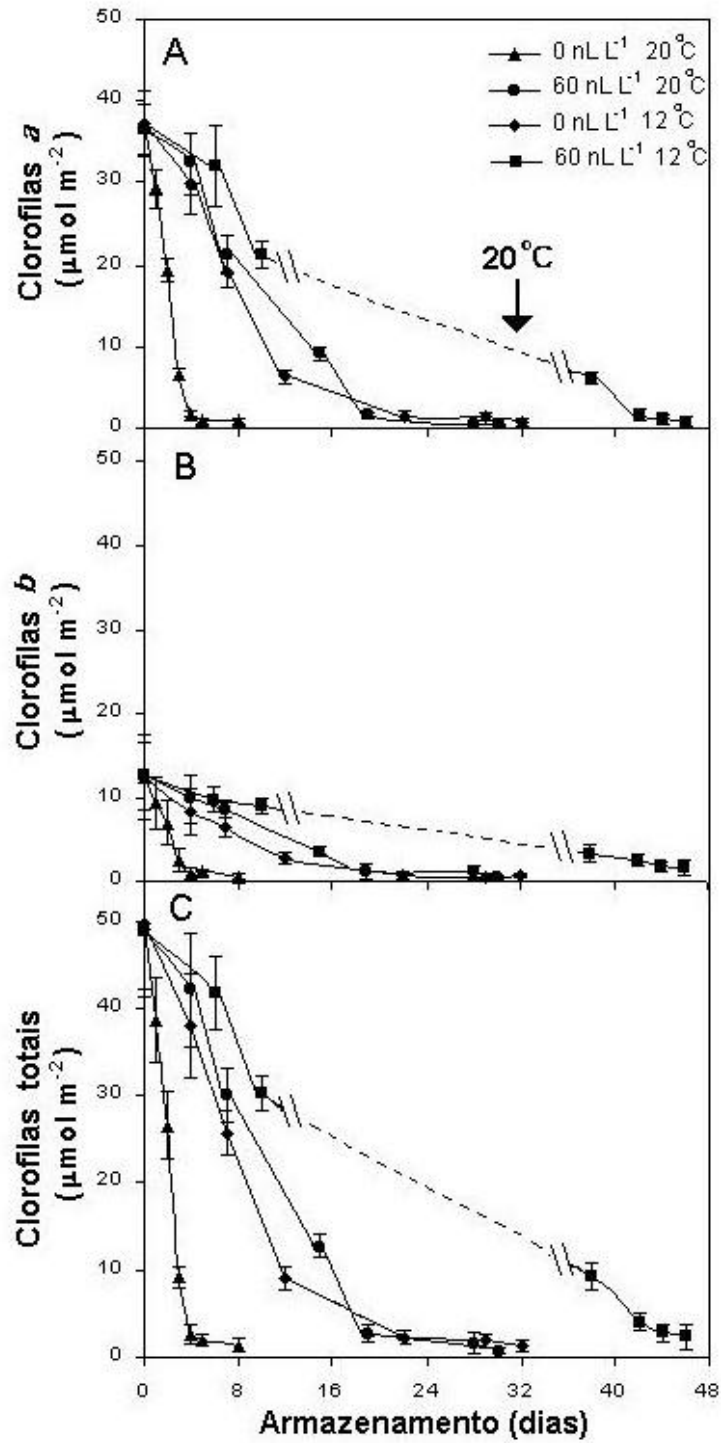 50
A
0 nL L⁻¹ 20 °C
60 nL L⁻¹ 20 °C
0 nL L⁻¹ 12 °C
60 nL L⁻¹ 12 °C
40
30
20
10
0
20 °C
Clorofilas a
(µmol m⁻²)
B
50
40
30
20
10
0
Clorofilas b
(µmol m⁻²)
C
50
40
30
20
10
0
Clorofilas totais
(µmol m⁻²)
0 8 16 24 32 40 48
Armazenamento (dias)